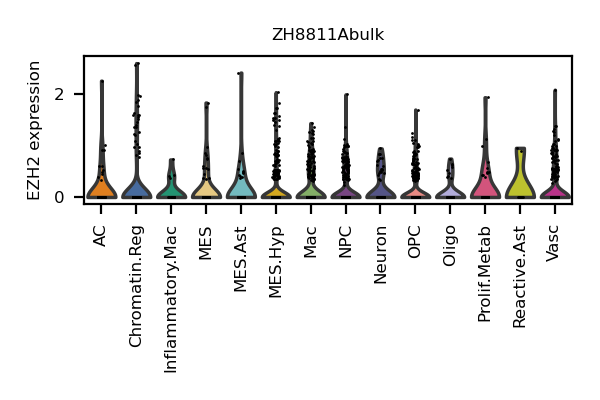 ZH8811Abulk
EZH2 expression
2
0
AC
Chromatin.Reg
Inflammatory.Mac
MES
MES.Ast
MES.Hyp
Mac
NPC
Neuron
OPC
Oligo
Prolif.Metab
Reactive.Ast
Vasc